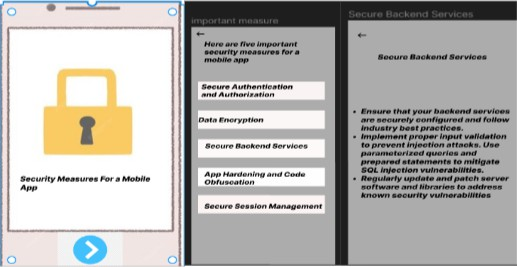 Security Measures For a Mobile
App
important measure
←
Here are five important
security measures for a
mobile app
Secure Authentication
and Authorization
Data Encryption
Secure Backend Services
App Hardening and Code
Obfuscation
Secure Session Management
Secure Backend Services
←
Secure Backend Services
• Ensure that your backend services
are securely configured and follow
industry best practices.
• Implement proper input validation
to prevent injection attacks. Use
parameterized queries and
prepared statements to mitigate
SQL injection vulnerabilities.
• Regularly update and patch server
software and libraries to address
known security vulnerabilities